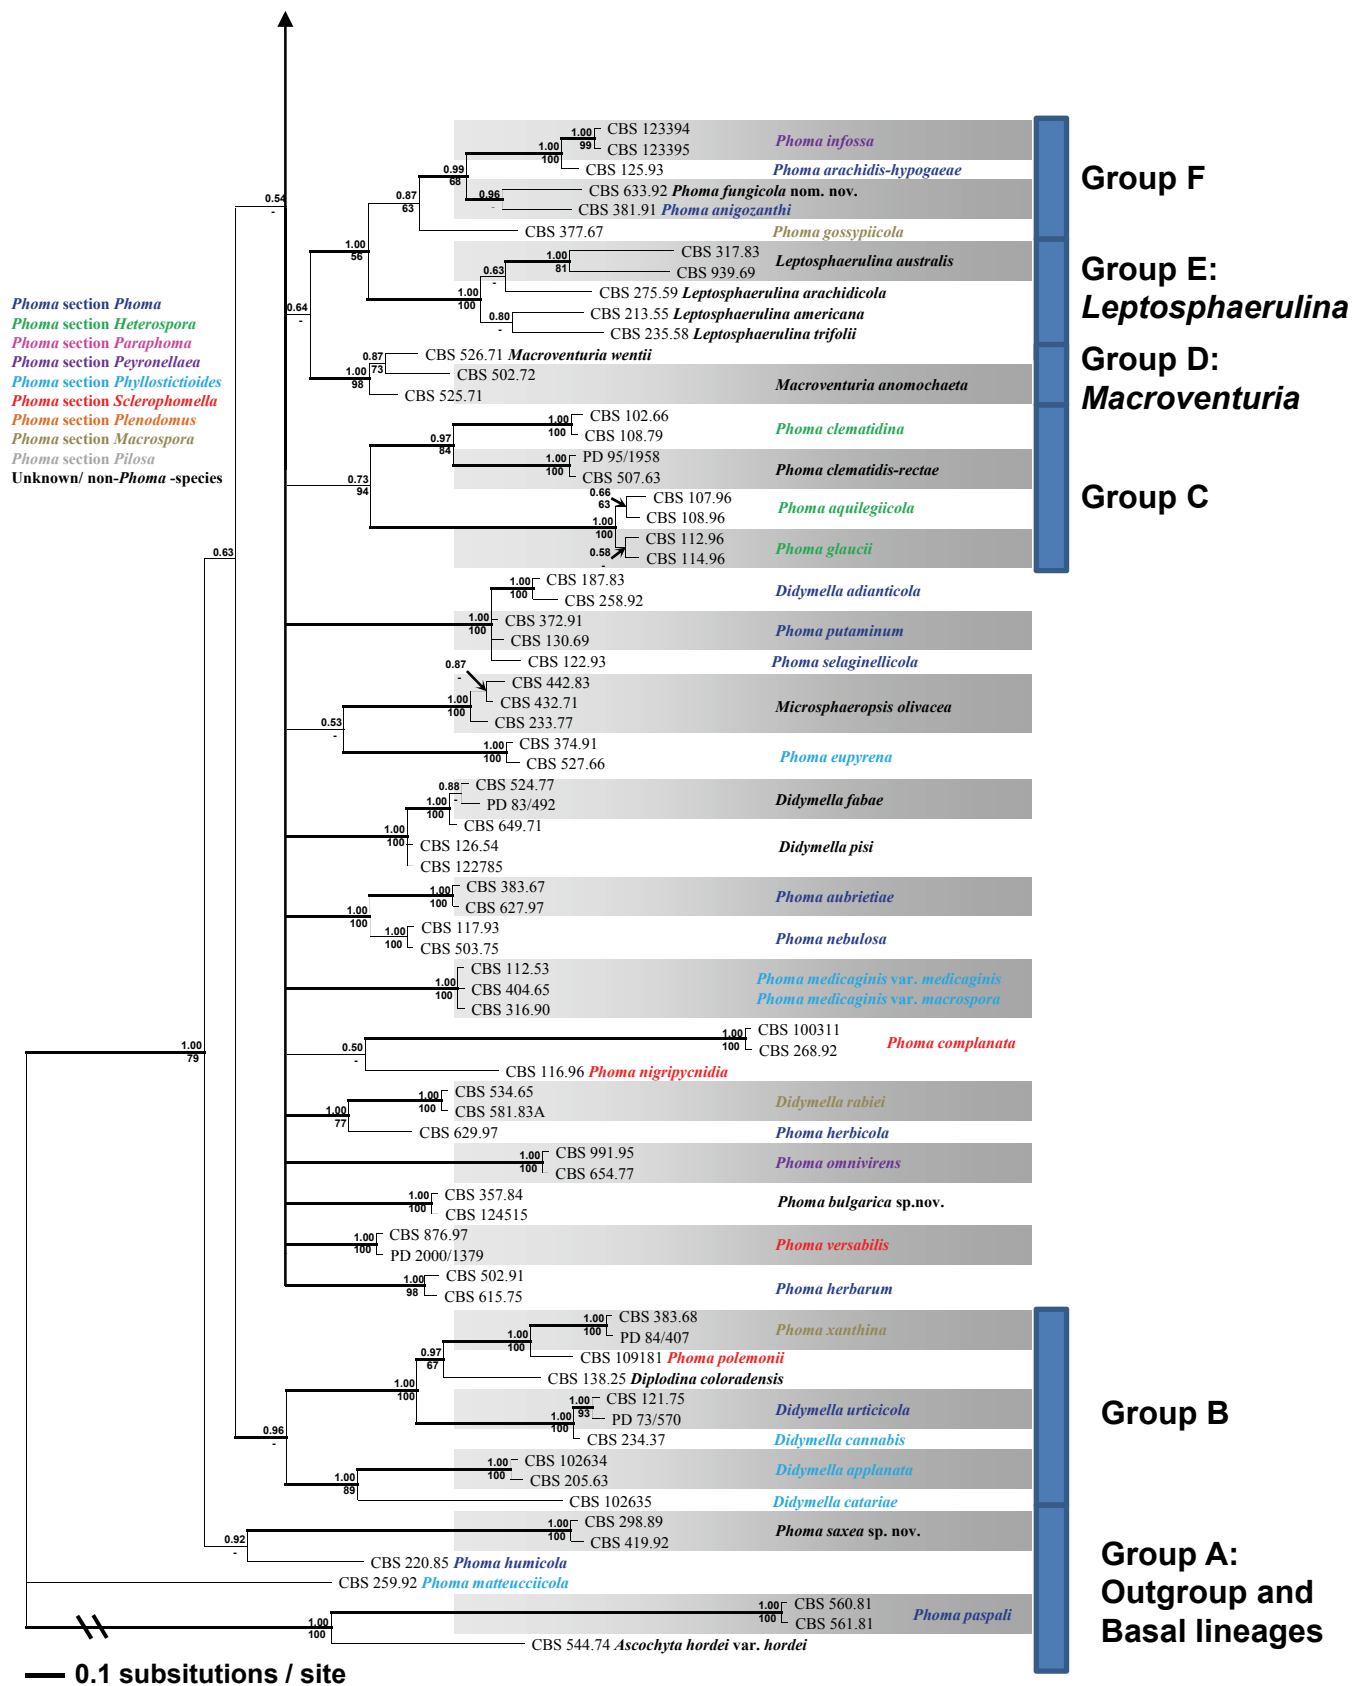 1.00
99
CBS 123394
CBS 123395
Phoma infossa
1.00
100
CBS 125.93
Phoma arachidis-hypogaeae
0.99
68
0.96
-
CBS 633.92 Phoma fungicola nom. nov.
CBS 381.91 Phoma anigozanthi
0.87
63
CBS 377.67
Phoma gossypiicola
Group F
0.54
-
1.00
56
1.00
81
CBS 317.83
CBS 939.69
Leptosphaerulina australis
0.63
-
CBS 275.59 Leptosphaerulina arachidicola
1.00
100
0.80
-
CBS 213.55 Leptosphaerulina americana
CBS 235.58 Leptosphaerulina trifolii
Group E:
Leptosphaerulina
Phoma section Phoma
Phoma section Heterospora
Phoma section Paraphoma
Phoma section Peyronellaea
Phoma section Phyllostictioides
Phoma section Sclerophomella
Phoma section Plenodomus
Phoma section Macrospora
Phoma section Pilosa
Unknown/ non-Phoma -species
0.64
-
0.87
73
CBS 526.71 Macroventuria wentii
CBS 502.72
1.00
98
CBS 525.71
Macroventuria anomochaeta
Group D:
Macroventuria
1.00
100
CBS 102.66
CBS 108.79
Phoma clematidina
0.97
84
1.00
100
PD 95/1958
CBS 507.63
Phoma clematidis-rectae
0.73
94
0.66
63
CBS 107.96
CBS 108.96
Phoma aquilegiicola
1.00
100
0.58
-
CBS 112.96
CBS 114.96
Phoma glaucii
Group C
1.00
100
CBS 187.83
CBS 258.92
Didymella adianticola
1.00
100
CBS 372.91
CBS 130.69
Phoma putaminum
CBS 122.93
Phoma selaginellicola
0.63
0.87
-
CBS 442.83
CBS 432.71
1.00
100
CBS 233.77
Microsphaeropsis olivacea
0.53
-
1.00
100
CBS 374.91
CBS 527.66
Phoma eupyrena
0.88
-
CBS 524.77
PD 83/492
Didymella fabae
1.00
100
CBS 649.71
1.00
100
CBS 126.54
CBS 122785
Didymella pisi
1.00
100
CBS 383.67
CBS 627.97
Phoma aubrietiae
1.00
100
1.00
100
CBS 117.93
CBS 503.75
Phoma nebulosa
1.00
100
CBS 112.53
CBS 404.65
CBS 316.90
Phoma medicaginis var. medicaginis
Phoma medicaginis var. macrospora
1.00
79
1.00
100
CBS 100311
CBS 268.92
Phoma complanata
0.50
-
CBS 116.96 Phoma nigripycnidia
1.00
100
CBS 534.65
CBS 581.83A
Didymella rabiei
1.00
77
CBS 629.97
Phoma herbicola
1.00
100
CBS 991.95
CBS 654.77
Phoma omnivirens
1.00
100
CBS 357.84
CBS 124515
Phoma bulgarica sp.nov.
1.00
100
CBS 876.97
PD 2000/1379
Phoma versabilis
1.00
98
CBS 502.91
CBS 615.75
Phoma herbarum
1.00
100
CBS 383.68
PD 84/407
Phoma xanthina
1.00
100
CBS 109181 Phoma polemonii
0.97
67
CBS 138.25 Diplodina coloradensis
1.00
100
1.00
93
CBS 121.75
PD 73/570
Didymella urticicola
1.00
100
CBS 234.37
Didymella cannabis
0.96
-
1.00
100
CBS 102634
CBS 205.63
Didymella applanata
1.00
89
CBS 102635
Didymella catariae
Group B
1.00
100
CBS 298.89
CBS 419.92
Phoma saxea sp. nov.
0.92
-
CBS 220.85 Phoma humicola
CBS 259.92 Phoma matteucciicola
1.00
100
CBS 560.81
CBS 561.81
Phoma paspali
1.00
100
CBS 544.74 Ascochyta hordei var. hordei
Group A:
Outgroup and
Basal lineages
0.1 subsitutions / site